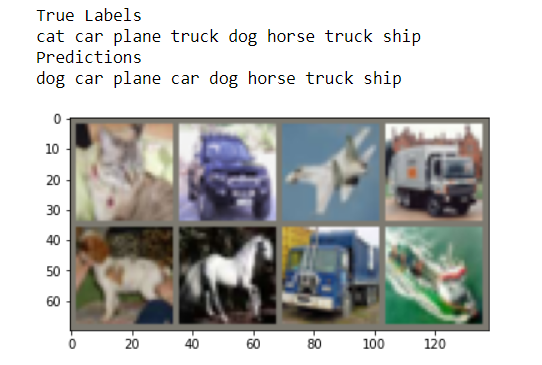 True Labels
cat car plane truck dog horse truck ship
Predictions
dog car plane car dog horse truck ship
0
10
20
30
40
50
60
0 20 40 60 80 100 120